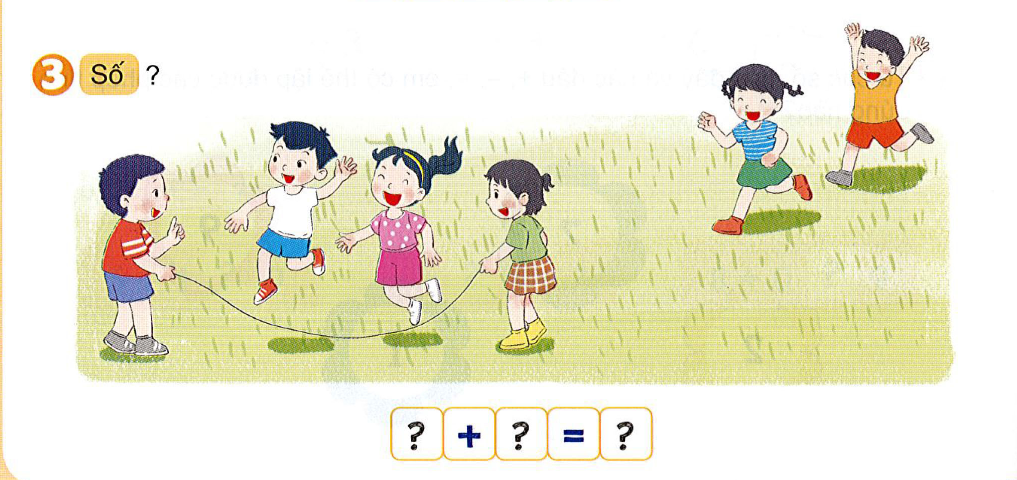 3 Số ?
? + ? = ?